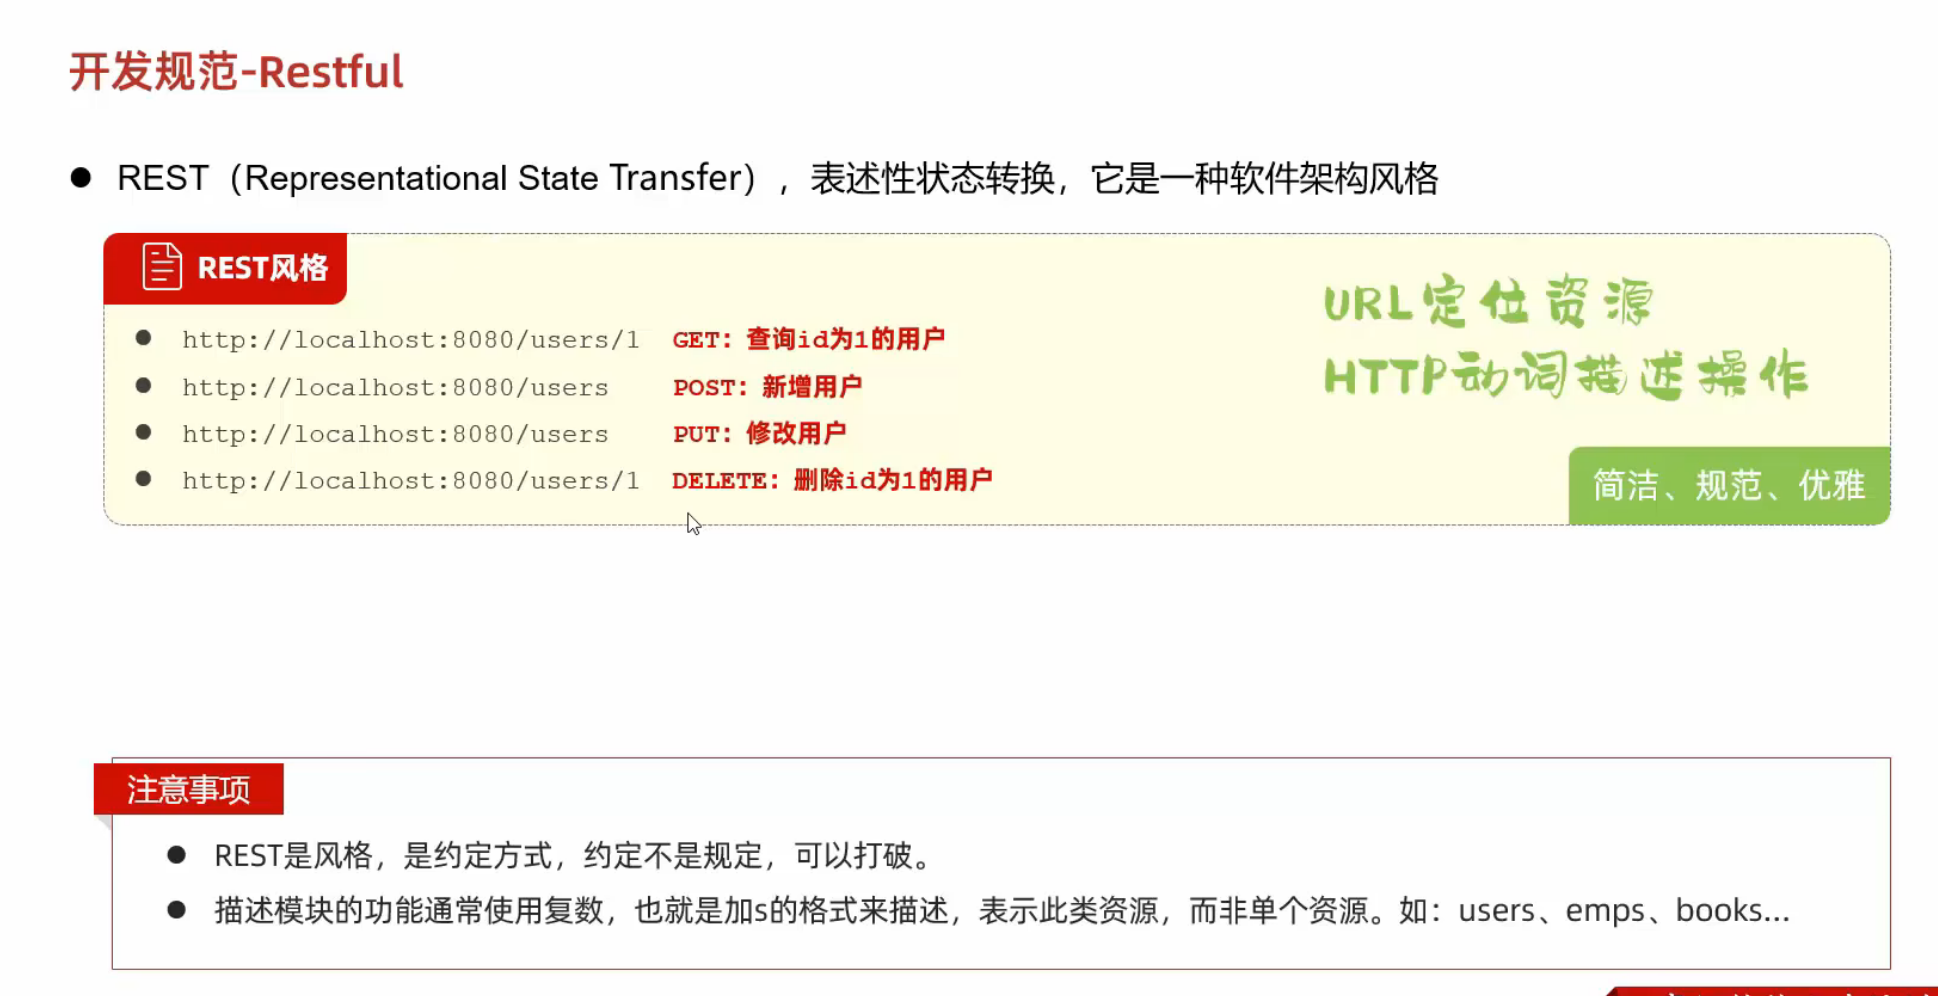 开发规范-Restful
● REST（Representational State Transfer），表述性状态转换，它是一种软件架构风格
REST风格
● http://localhost:8080/users/1 GET：查询id为1的用户
● http://localhost:8080/users POST：新增用户
● http://localhost:8080/users PUT：修改用户
● http://localhost:8080/users/1 DELETE：删除id为1的用户
URL定位资源
HTTP动词描述操作
简洁、规范、优雅
注意事项
● REST是风格，是约定方式，约定不是规定，可以打破。
● 描述模块的功能通常使用复数，也就是加s的格式来描述，表示此类资源，而非单个资源。如：users、emps、books…